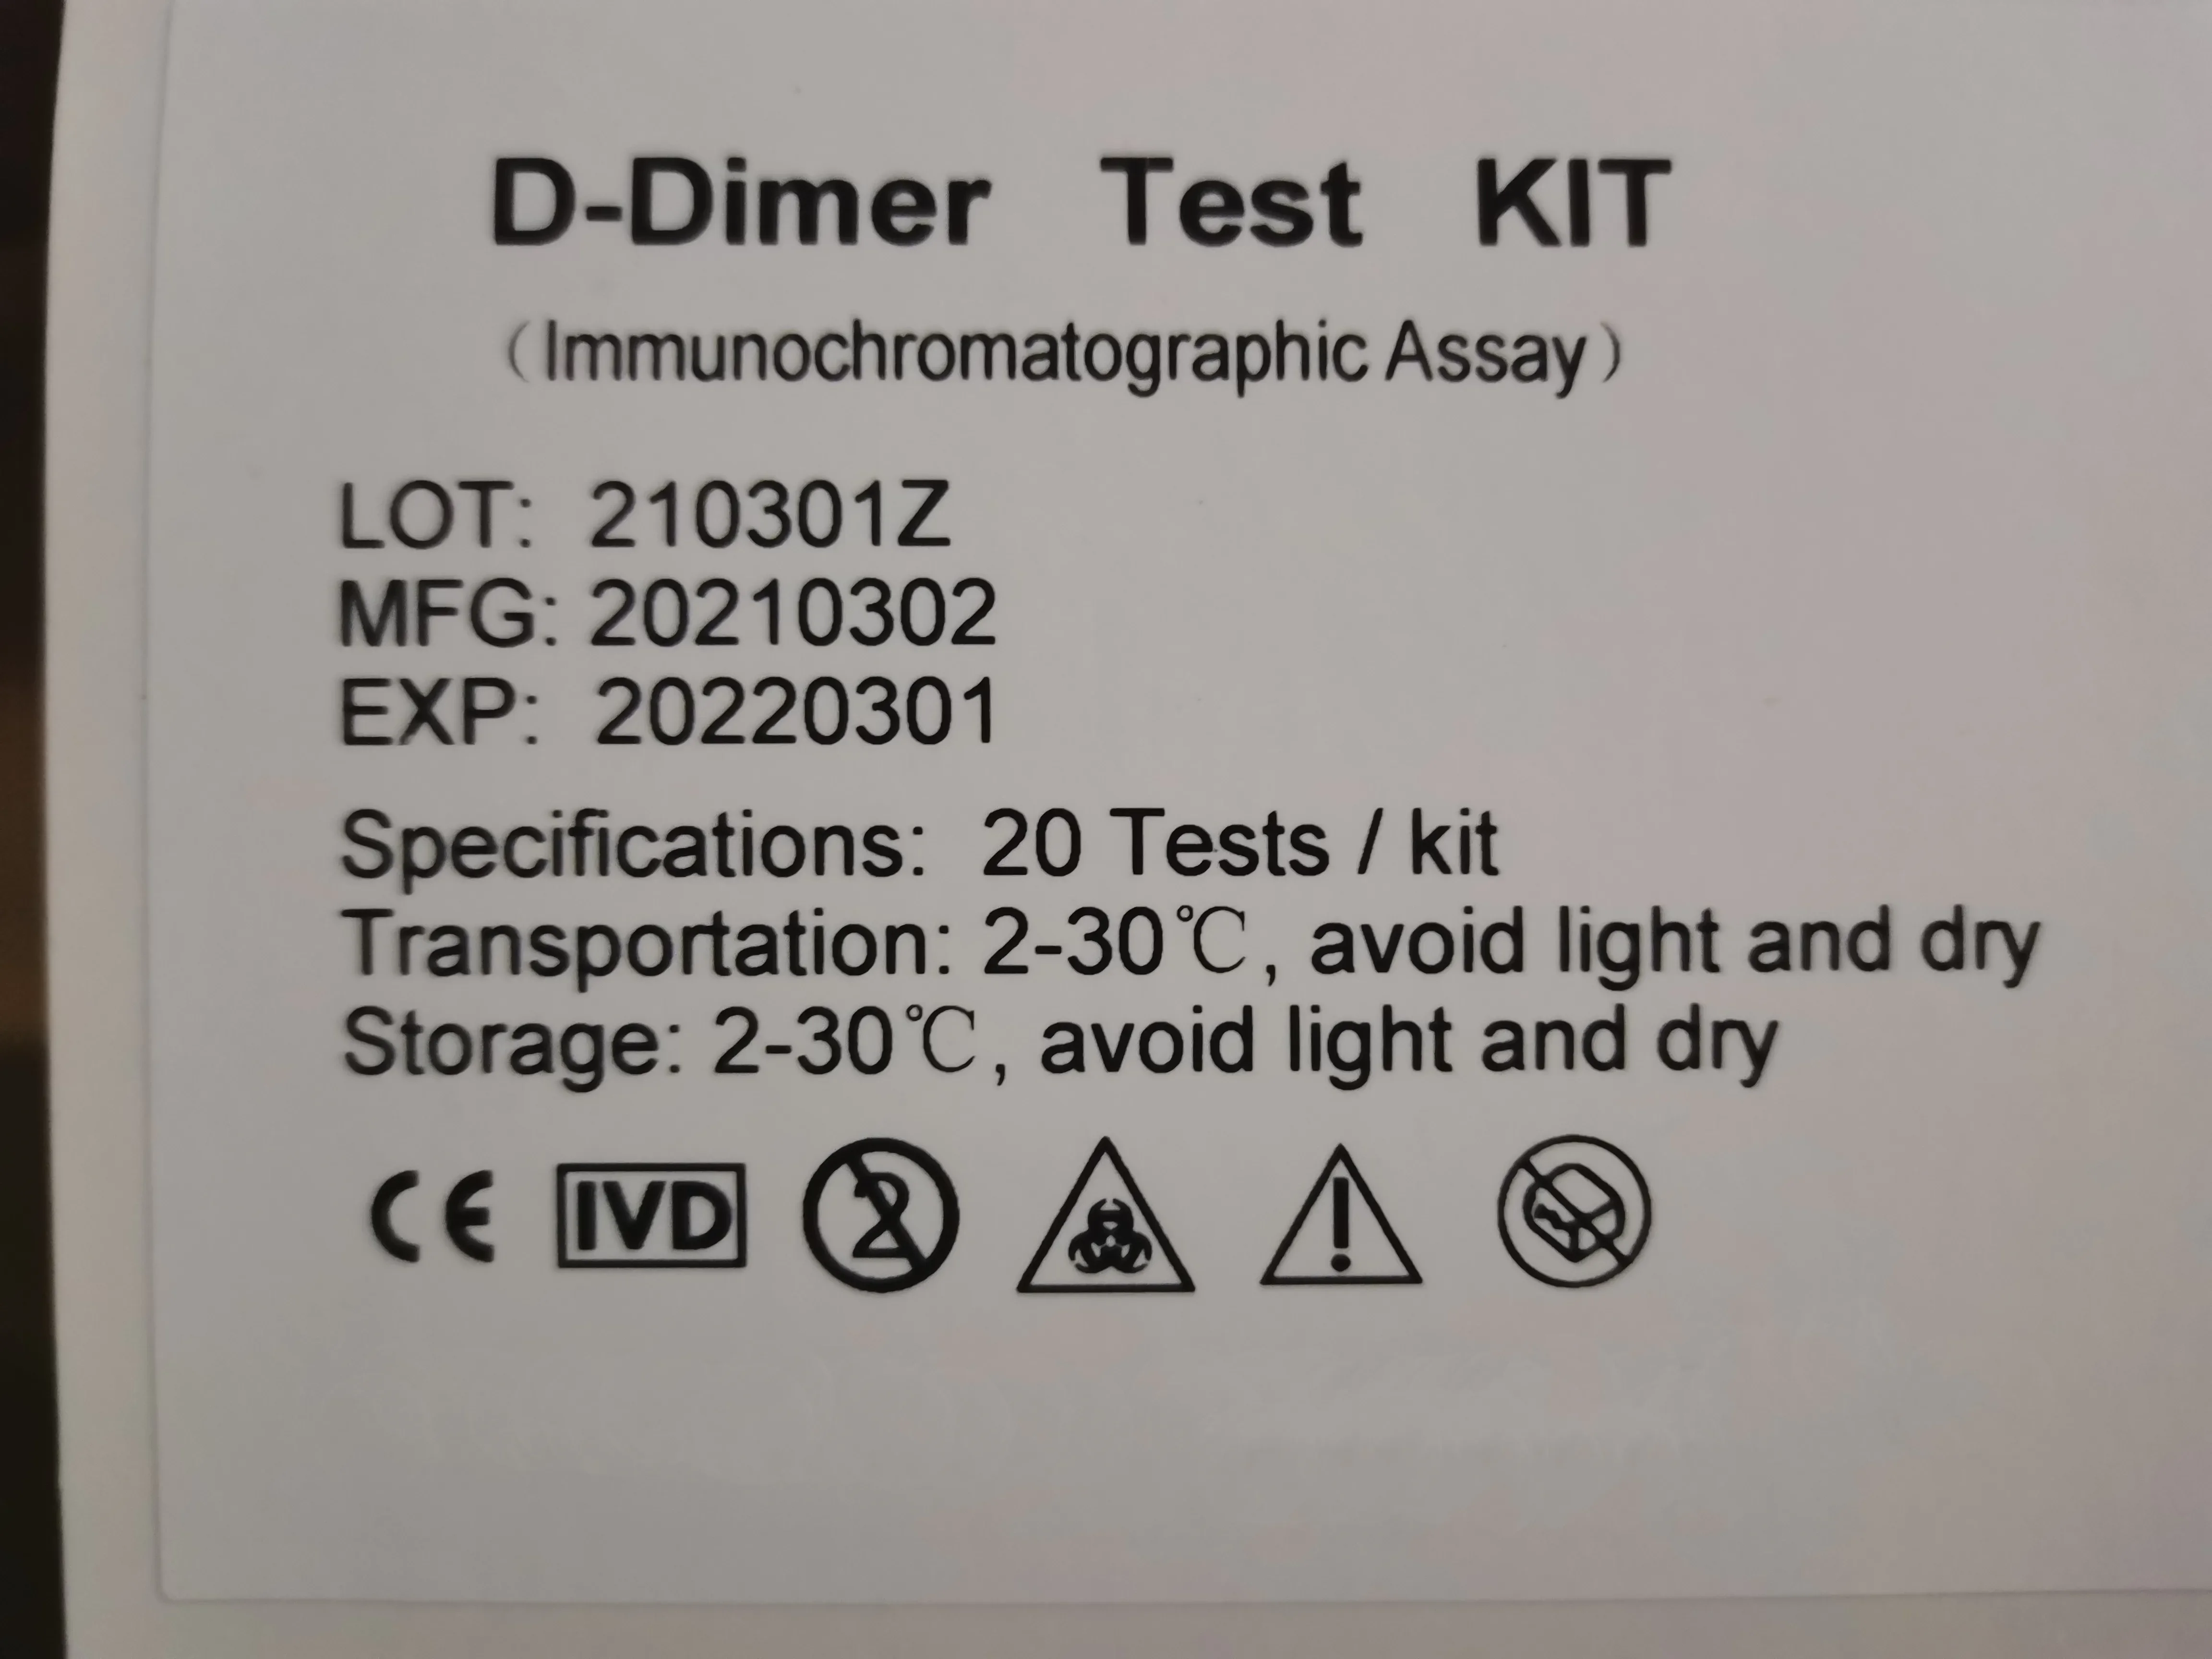 D-Dimer Test KIT
（Immunochromatographic Assay）
LOT: 210301Z
MFG: 20210302
EXP: 20220301
Specifications: 20 Tests / kit
Transportation: 2-30℃, avoid light and dry
Storage: 2-30℃, avoid light and dry
CE IVD 2